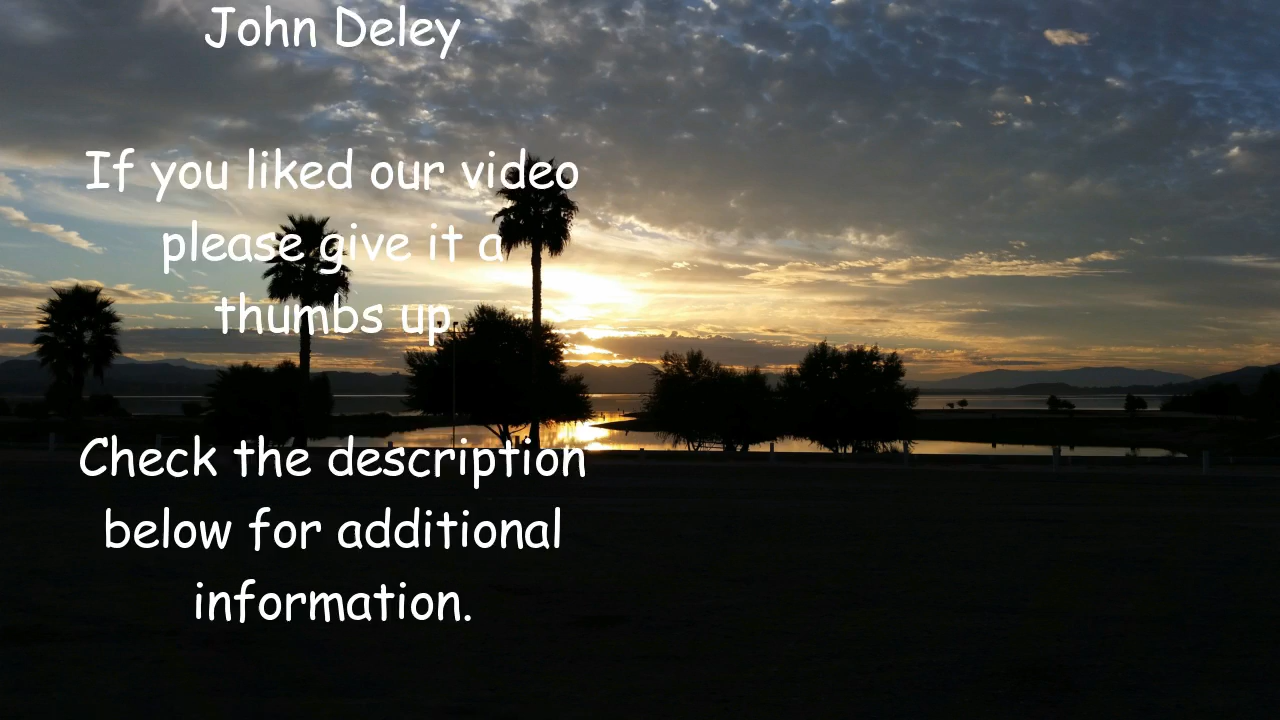 John Deley
If you liked our video
please give it a
thumbs up.
Check the description
below for additional
information.